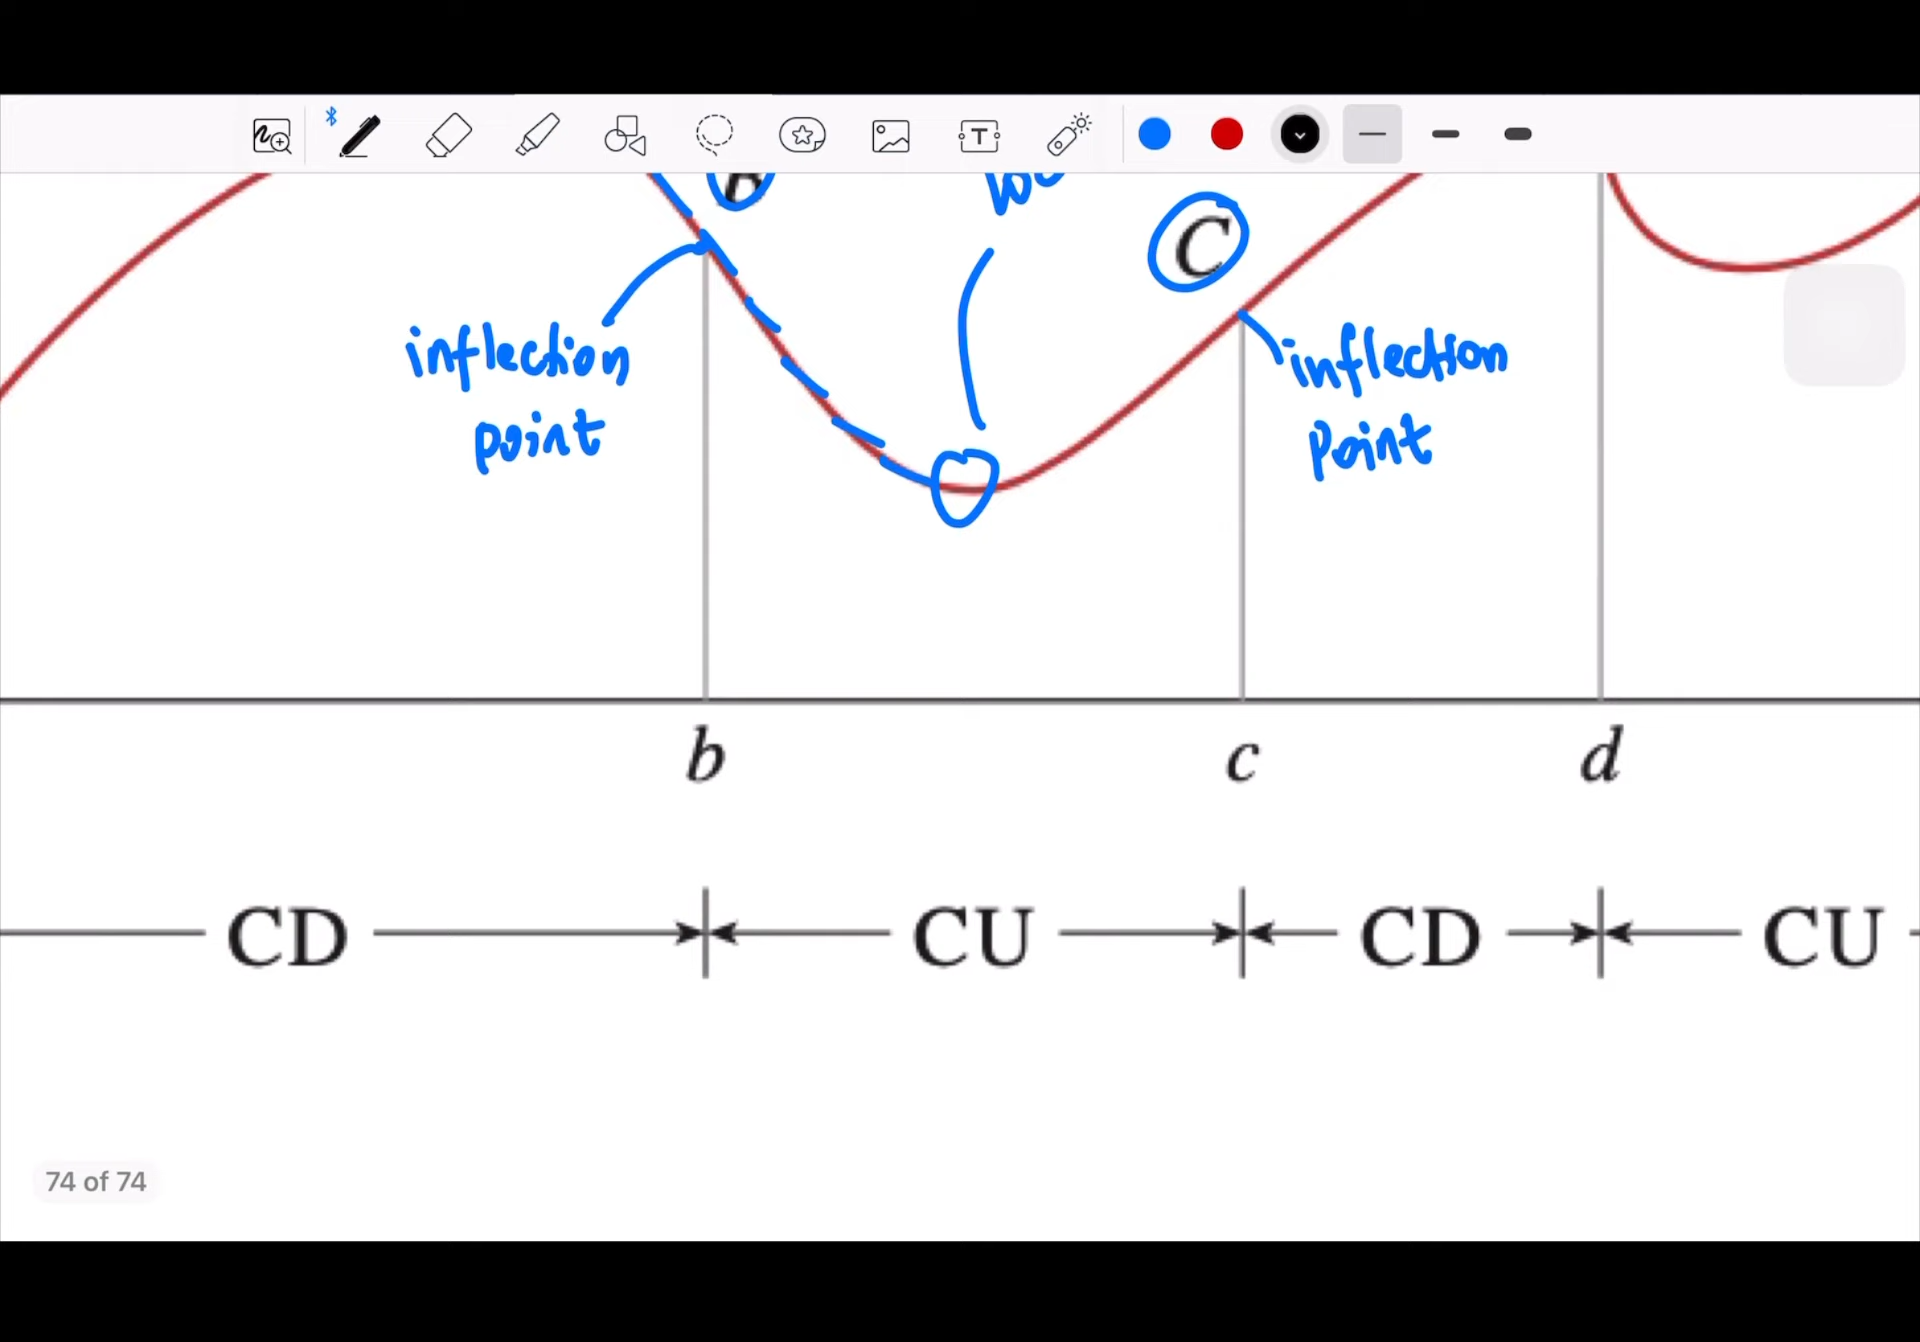 T
C
inflection
point
inflection
point
b c d
CD CU CD CU
74 of 74